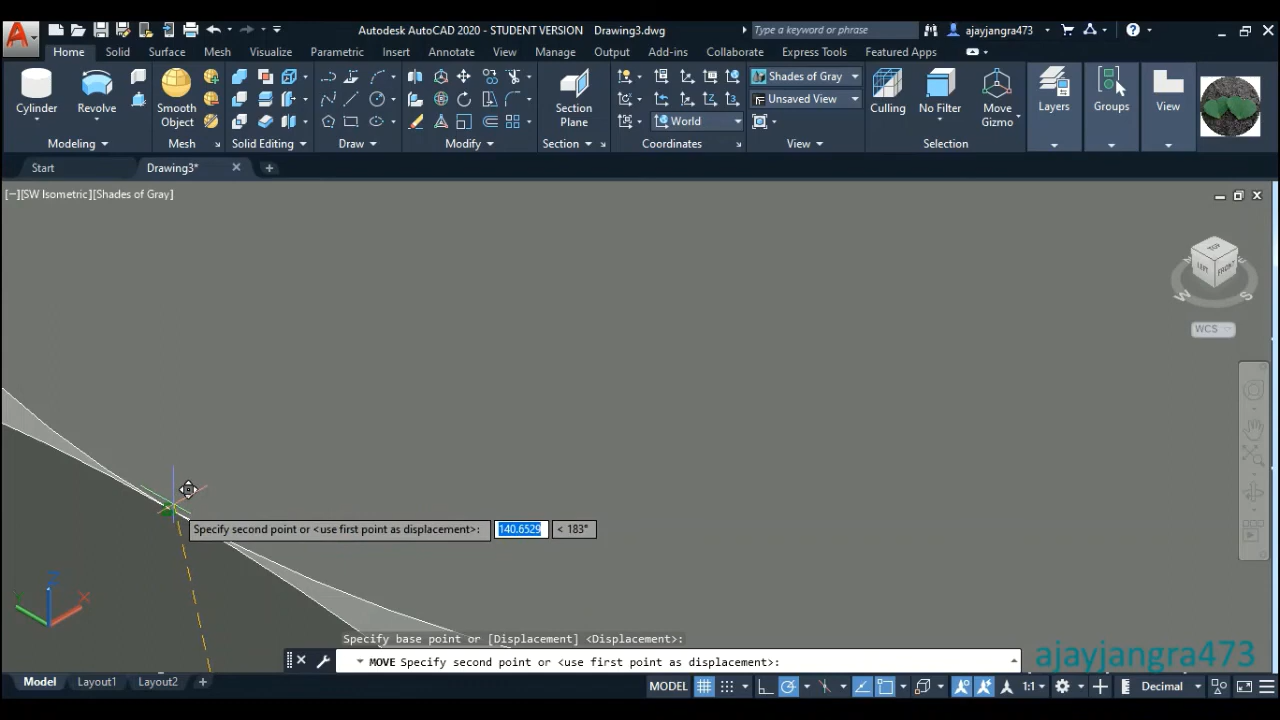 Autodesk AutoCAD 2020 - STUDENT VERSION Drawing3.dwg Type a keyword or phrase ajayjangra473
Home Solid Surface Mesh Visualize Parametric Insert Annotate View Manage Output Add-ins Collaborate Express Tools Featured Apps
Shades of Gray
Unsaved View
World
Cylinder Revolve Smooth Object Section Plane Culling No Filter Move Gizmo Layers Groups View
Modeling Mesh Solid Editing Draw Modify Section Coordinates View Selection
Start Drawing3*
[−][SW Isometric][Shades of Gray]
TOP
LEFT FRONT
W S
WCS
Specify second point or <use first point as displacement>: 140.6529 < 183°
Z
X
Specify base point or [Displacement] <Displacement>:
MOVE Specify second point or <use first point as displacement>:
ajayjangra473
Model Layout1 Layout2 +
MODEL 1:1 Decimal